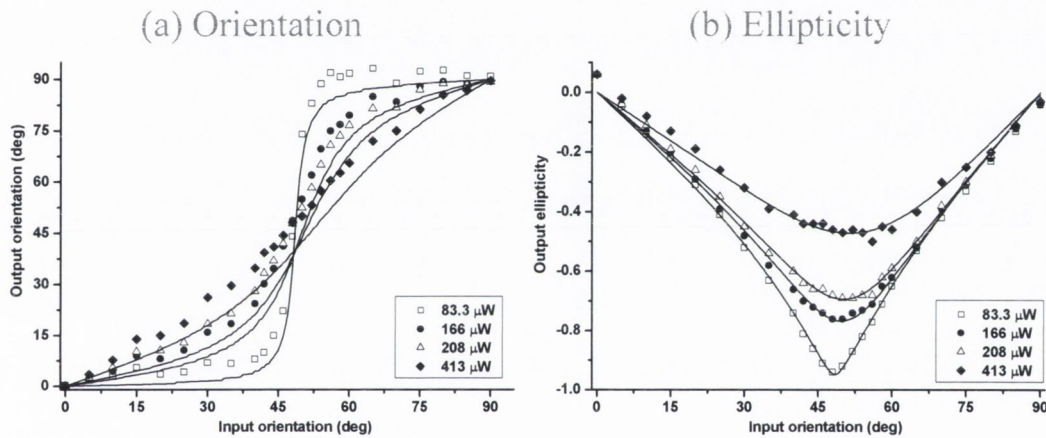 (a) Orientation
(b) Ellipticity
Output orientation (deg)
90
75
60
45
30
15
0
0 15 30 45 60 75 90
Input orientation (deg)
83.3 μW
166 μW
208 μW
413 μW
Output ellipticity
0.0
-0.2
-0.4
-0.6
-0.8
-1.0
0 15 30 45 60 75 90
Input orientation (deg)
83.3 μW
166 μW
208 μW
413 μW